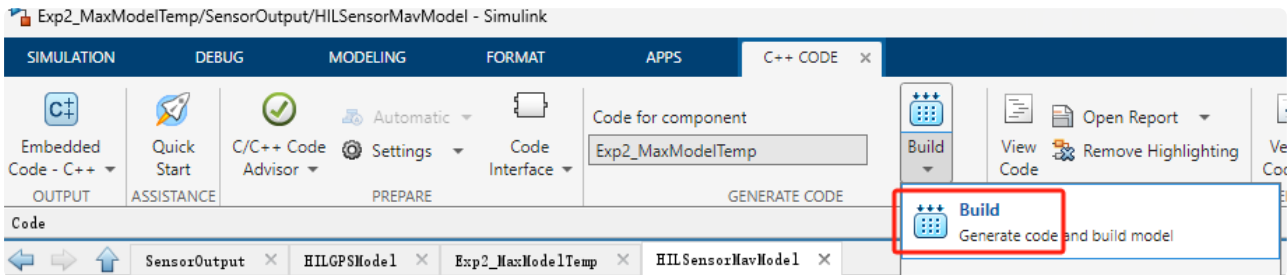 Exp2_MaxModelTemp/SensorOutput/HILSensorMavModel - Simulink
SIMULATION DEBUG MODELING FORMAT APPS C++ CODE
Embedded Code - C++
Quick Start
C/C++ Code Advisor
Automatic
Settings
Code Interface
Code for component
Exp2_MaxModelTemp
Build
View Code
Open Report
Remove Highlighting
OUTPUT ASSISTANCE PREPARE GENERATE CODE
Build
Generate code and build model
Code
SensorOutput HILGPSModel Exp2_MaxModelTemp HILSensorMavModel